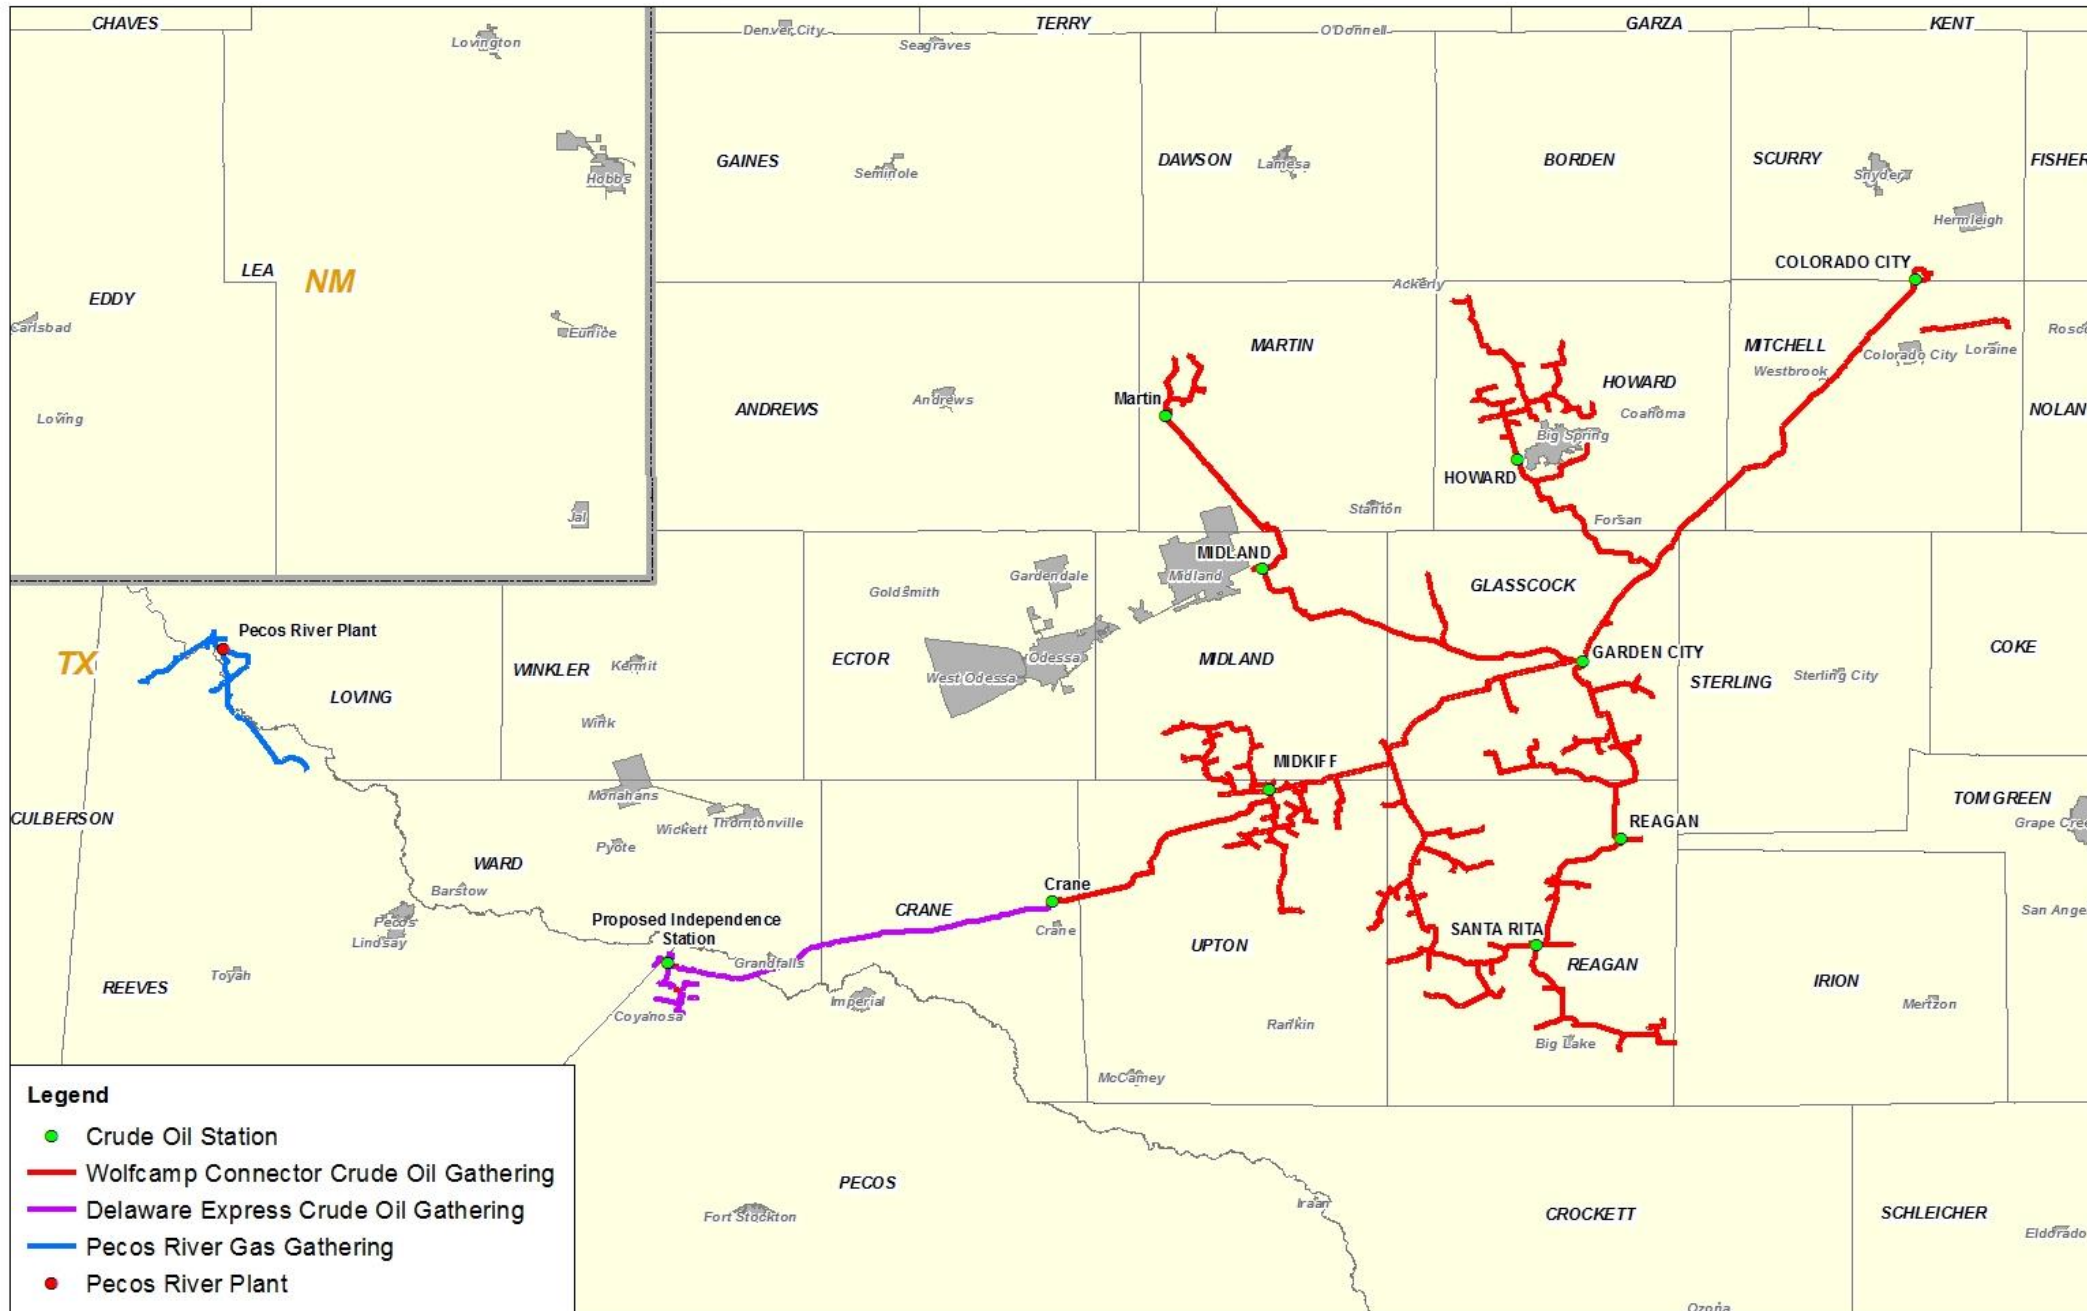 CHAVES
TERRY
GARZA
KENT
Lovington
Denver City
Seagraves
O'Donnell
GAINES
DAWSON
BORDEN
SCURRY
FISHER
Hobbs
Seminole
Lamesa
Snyder
Hermleigh
LEA
NM
EDDY
COLORADO CITY
Ackerly
Carlsbad
Eunice
MARTIN
MITCHELL
Colorado City
Loraine
Rosco
Westbrook
Loving
ANDREWS
Andrews
Martin
HOWARD
Coahoma
NOLAN
Big Spring
HOWARD
Jal
Stanton
Forsan
MIDLAND
Midland
Goldsmith
Gardendale
GLASSCOCK
Pecos River Plant
TX
LOVING
WINKLER
Kermit
ECTOR
West Odessa
Odessa
MIDLAND
GARDEN CITY
STERLING
Sterling City
COKE
Wink
MIDKIFF
CULBERSON
Monahans
Wickett
Thorntonville
Pyote
REAGAN
TOM GREEN
Grape Cree
WARD
Barstow
Pecos
Lindsay
Proposed Independence
Station
CRANE
Crane
Crane
UPTON
SANTA RITA
REAGAN
San Ange
REEVES
Toyah
Grandfalls
Coyanosa
Imperial
Rankin
Big Lake
IRION
Mertzon
McCamey
PECOS
Fort Stockton
Iraan
CROCKETT
SCHLEICHER
Eldorado
Ozona
Legend
Crude Oil Station
Wolfcamp Connector Crude Oil Gathering
Delaware Express Crude Oil Gathering
Pecos River Gas Gathering
Pecos River Plant